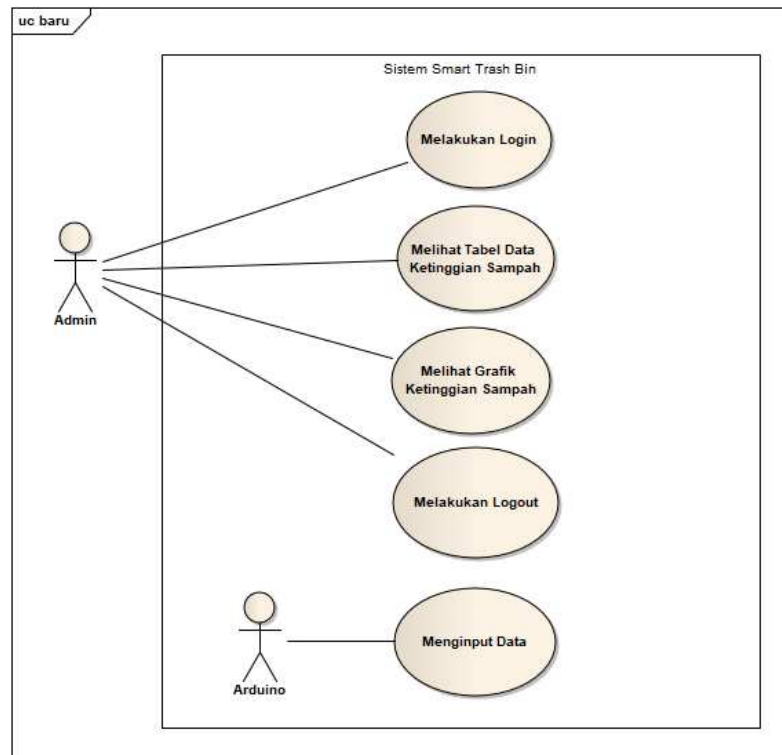 uc baru
Sistem Smart Trash Bin
Melakukan Login
Melihat Tabel Data
Ketinggian Sampah
Admin
Melihat Grafik
Ketinggian Sampah
Melakukan Logout
Menginput Data
Arduino